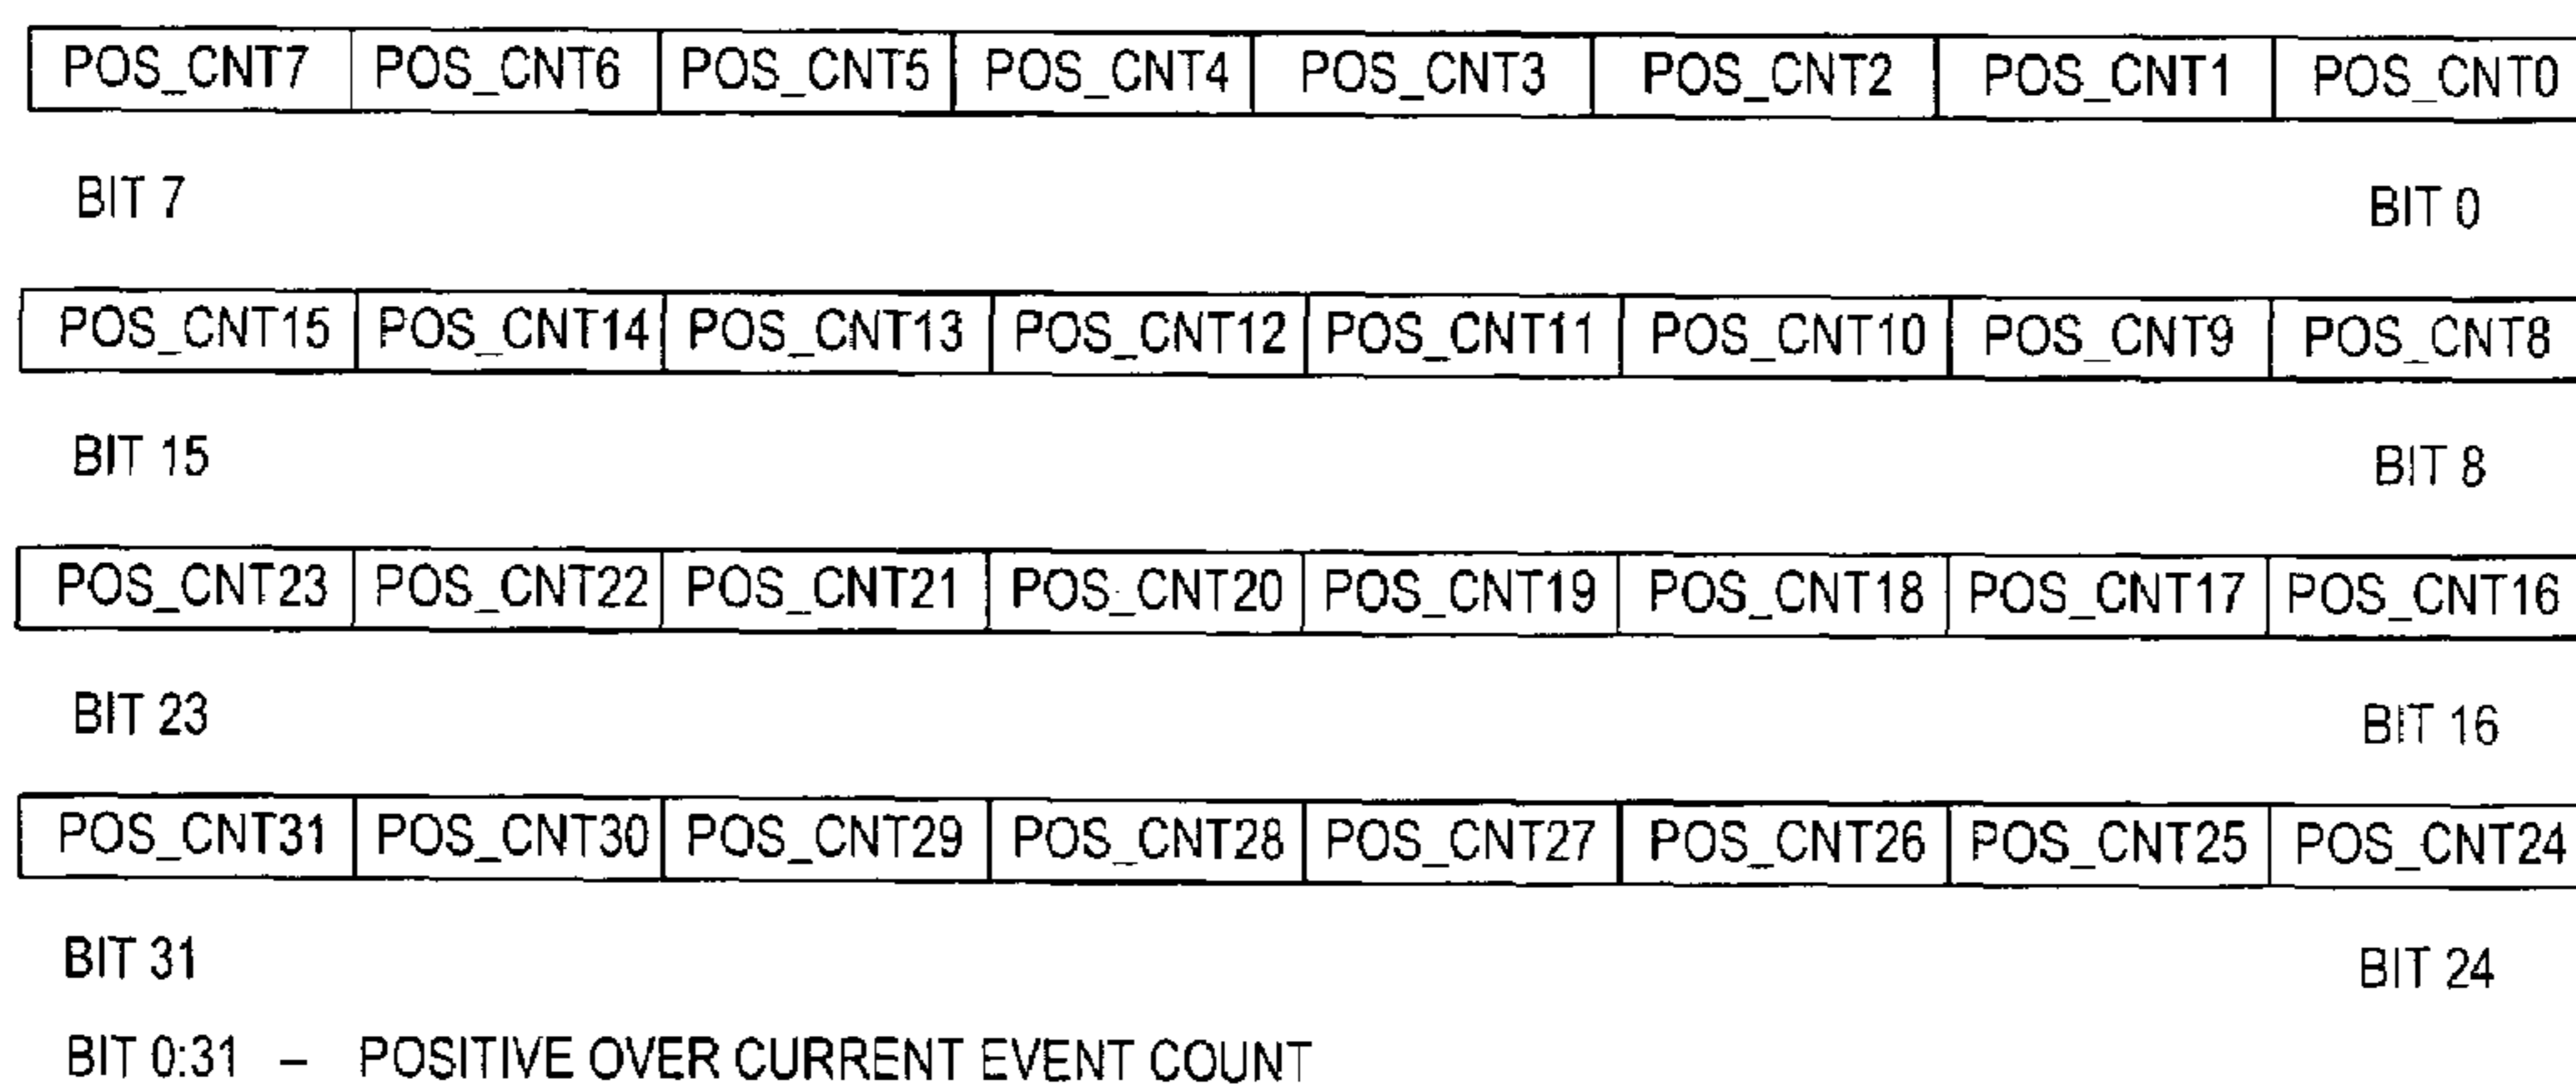 POS_CNT7 POS_CNT6 POS_CNT5 POS_CNT4 POS_CNT3 POS_CNT2 POS_CNT1 POS_CNT0
BIT 7 BIT 0
POS_CNT15 POS_CNT14 POS_CNT13 POS_CNT12 POS_CNT11 POS_CNT10 POS_CNT9 POS_CNT8
BIT 15 BIT 8
POS_CNT23 POS_CNT22 POS_CNT21 POS_CNT20 POS_CNT19 POS_CNT18 POS_CNT17 POS_CNT16
BIT 23 BIT 16
POS_CNT31 POS_CNT30 POS_CNT29 POS_CNT28 POS_CNT27 POS_CNT26 POS_CNT25 POS_CNT24
BIT 31 BIT 24
BIT 0:31 – POSITIVE OVER CURRENT EVENT COUNT